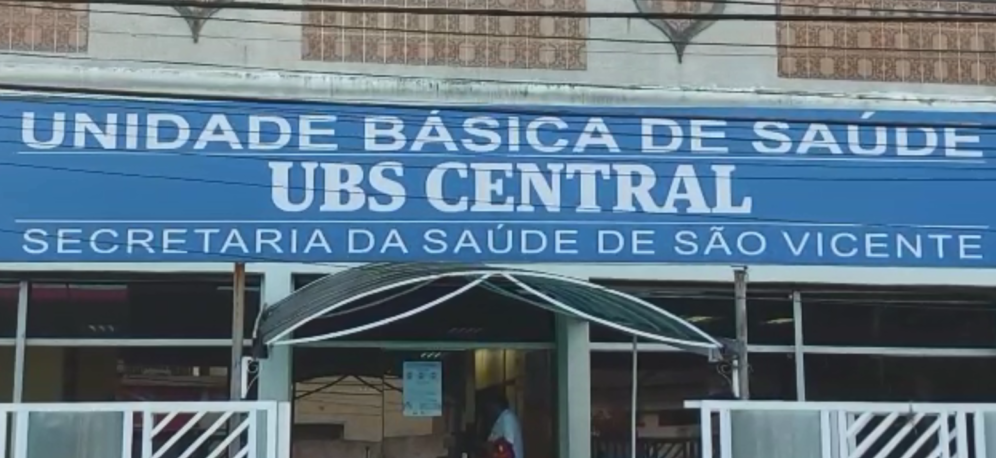 UNIDADE BÁSICA DE SAÚDE
UBS CENTRAL
SECRETARIA DA SAÚDE DE SÃO VICENTE